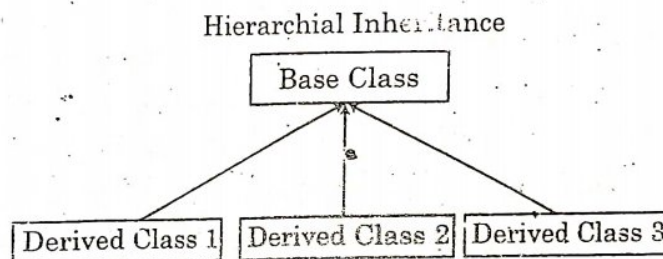 Hierarchial Inheritance
Base Class
Derived Class 1 Derived Class 2 Derived Class 3